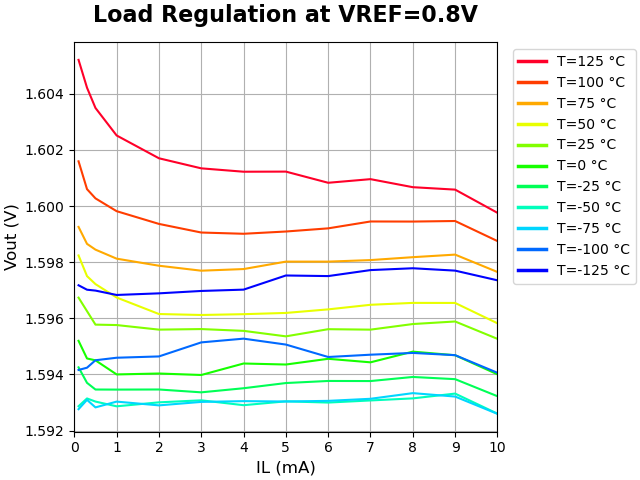 Load Regulation at VREF=0.8V
Vout (V)
1.604
1.602
1.600
1.598
1.596
1.594
1.592
0 1 2 3 4 5 6 7 8 9 10
IL (mA)
T=125 °C
T=100 °C
T=75 °C
T=50 °C
T=25 °C
T=0 °C
T=-25 °C
T=-50 °C
T=-75 °C
T=-100 °C
T=-125 °C